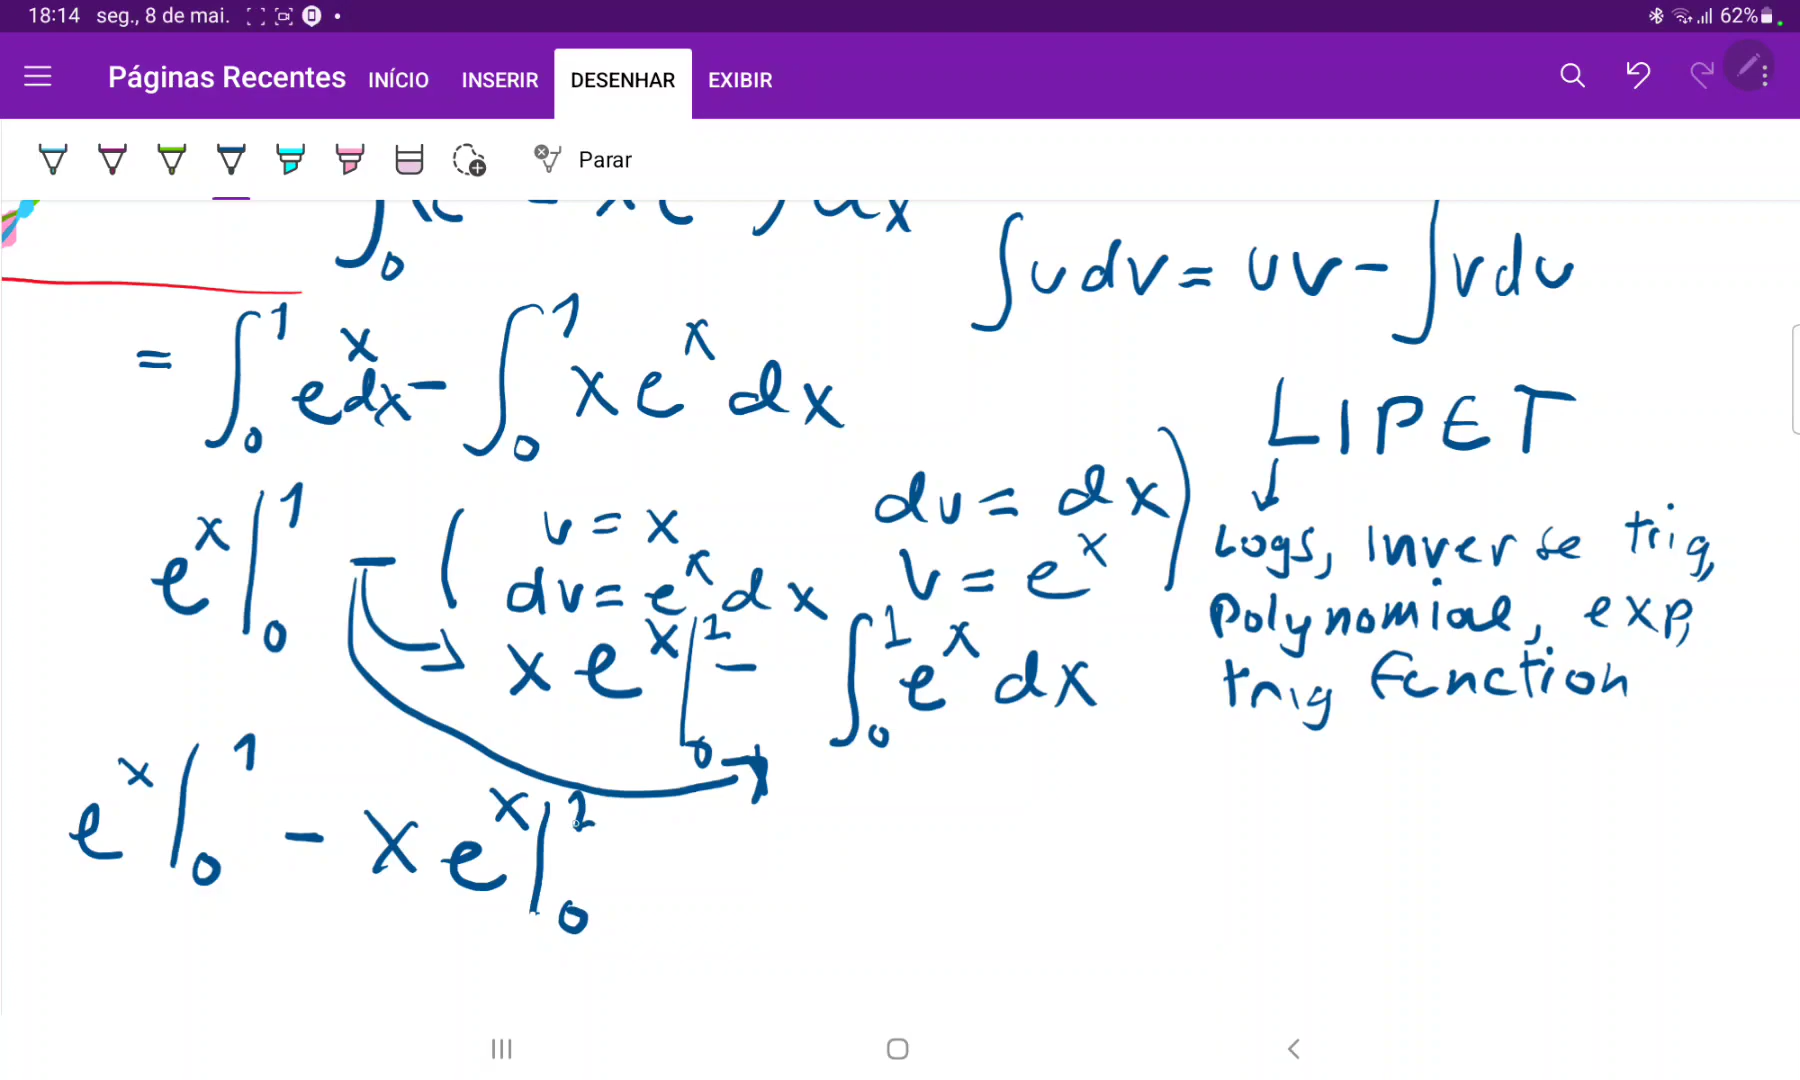 18:14 seg., 8 de mai. 62%
Páginas Recentes INÍCIO INSERIR DESENHAR EXIBIR
Parar
∫udv = uv - ∫vdu
= ∫₀¹ eˣdx - ∫₀¹ xeˣ dx
LIPET
↓
Logs, Inverse trig,
Polynomial, exp,
trig function
eˣ|₀¹ - ( u = x du = dx )
dv = eˣdx v = eˣ
xeˣ|₀¹ - ∫₀¹ eˣ dx
eˣ|₀¹ - xeˣ|₀¹